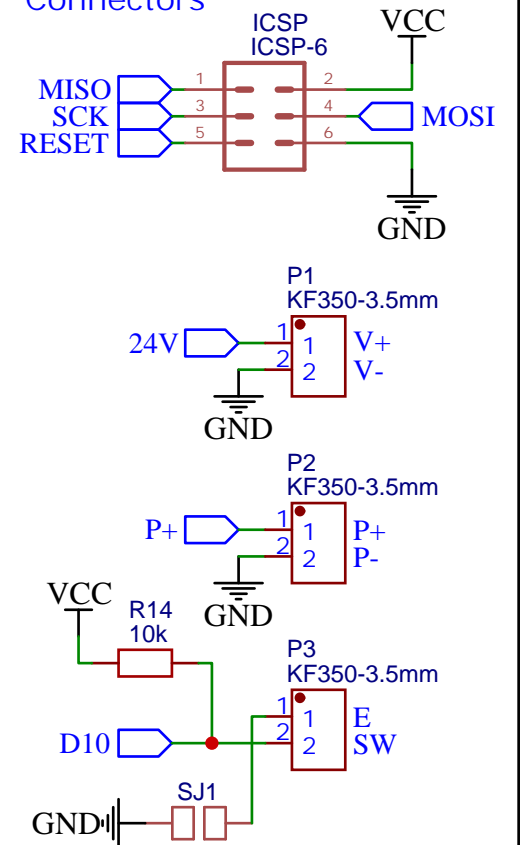 Connectors
ICSP
ICSP-6
VCC
MISO 1 2
SCK 3 4 MOSI
RESET 5 6
GND
P1
KF350-3.5mm
24V 1 1 V+
2 2 V-
GND
P2
KF350-3.5mm
P+ 1 1 P+
2 2 P-
GND
VCC
R14
10k
P3
KF350-3.5mm
1 1 E
D10 2 2 SW
SJ1
GND